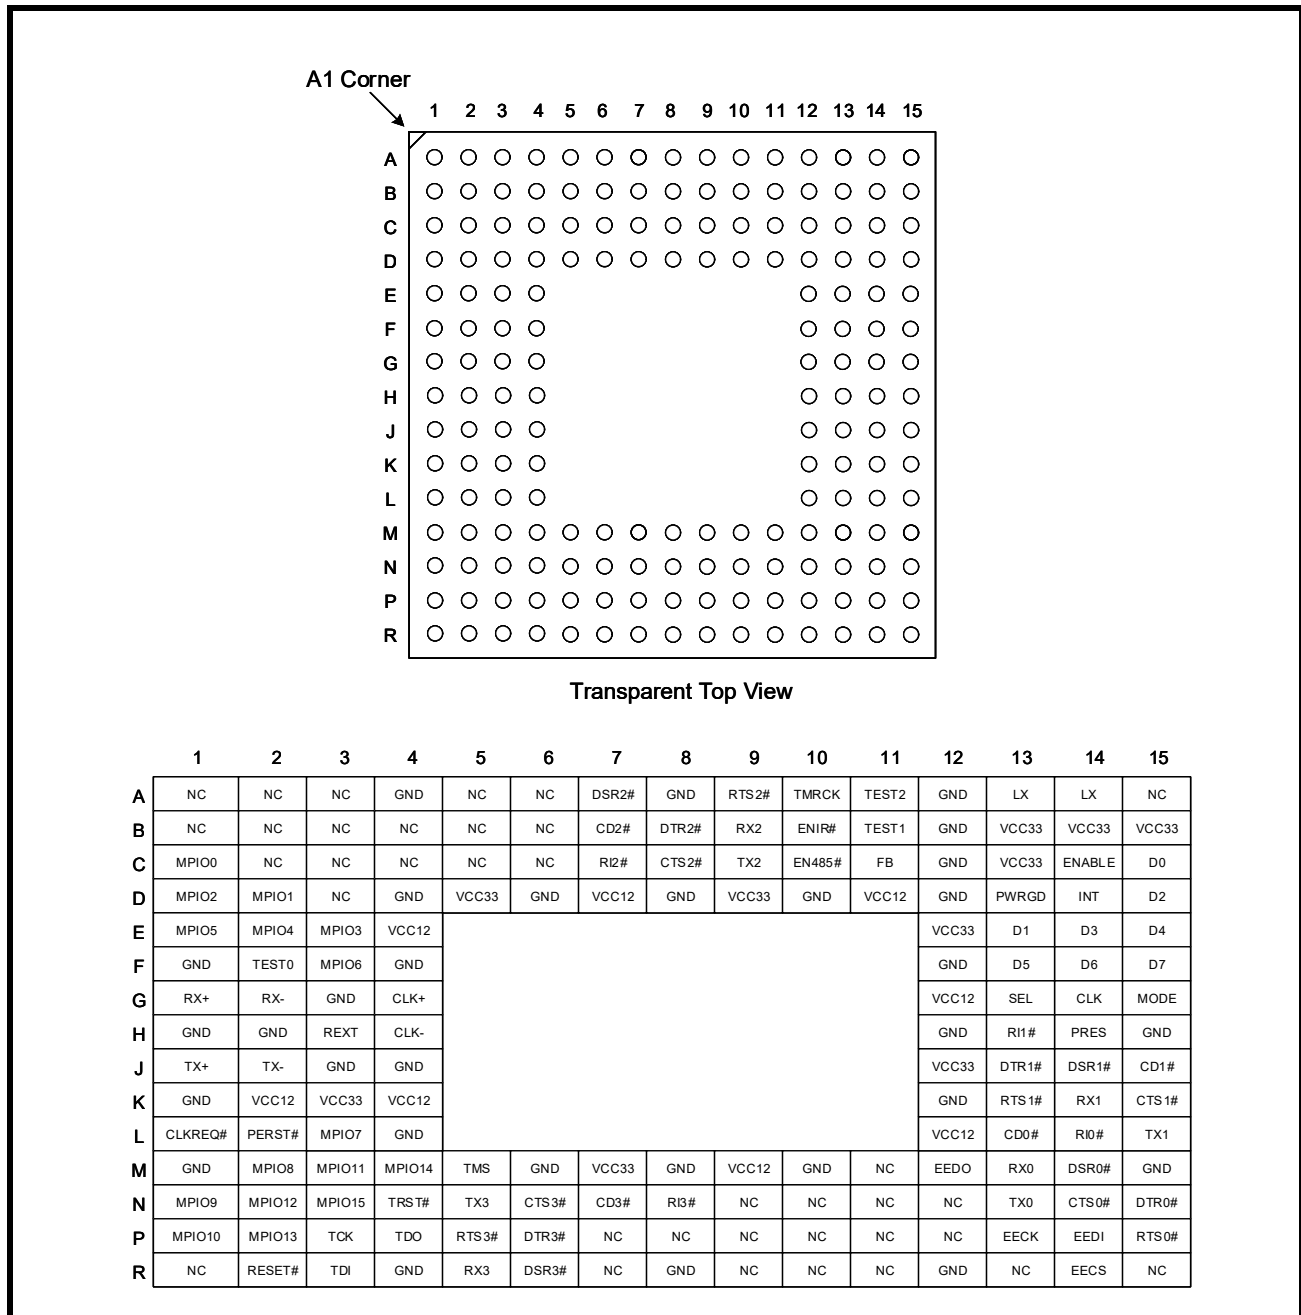 A1 Corner
1 2 3 4 5 6 7 8 9 10 11 12 13 14 15
A
B
C
D
E
F
G
H
J
K
L
M
N
P
R
Transparent Top View
1 2 3 4 5 6 7 8 9 10 11 12 13 14 15
A NC NC NC GND NC NC DSR2# GND RTS2# TMRCK TEST2 GND LX LX NC
B NC NC NC NC NC NC CD2# DTR2# RX2 ENIR# TEST1 GND VCC33 VCC33 VCC33
C MPIO0 NC NC NC NC NC RI2# CTS2# TX2 EN485# FB GND VCC33 ENABLE D0
D MPIO2 MPIO1 NC GND VCC33 GND VCC12 GND VCC33 GND VCC12 GND PWRGD INT D2
E MPIO5 MPIO4 MPIO3 VCC12 VCC33 D1 D3 D4
F GND TEST0 MPIO6 GND GND D5 D6 D7
G RX+ RX- GND CLK+ VCC12 SEL CLK MODE
H GND GND REXT CLK- GND RI1# PRES GND
J TX+ TX- GND GND VCC33 DTR1# DSR1# CD1#
K GND VCC12 VCC33 VCC12 GND RTS1# RX1 CTS1#
L CLKREQ# PERST# MPIO7 GND VCC12 CD0# RI0# TX1
M GND MPIO8 MPIO11 MPIO14 TMS GND VCC33 GND VCC12 GND NC EEDO RX0 DSR0# GND
N MPIO9 MPIO12 MPIO15 TRST# TX3 CTS3# CD3# RI3# NC NC NC NC TX0 CTS0# DTR0#
P MPIO10 MPIO13 TCK TDO RTS3# DTR3# NC NC NC NC NC NC EECK EEDI RTS0#
R NC RESET# TDI GND RX3 DSR3# NC GND NC NC NC GND NC EECS NC